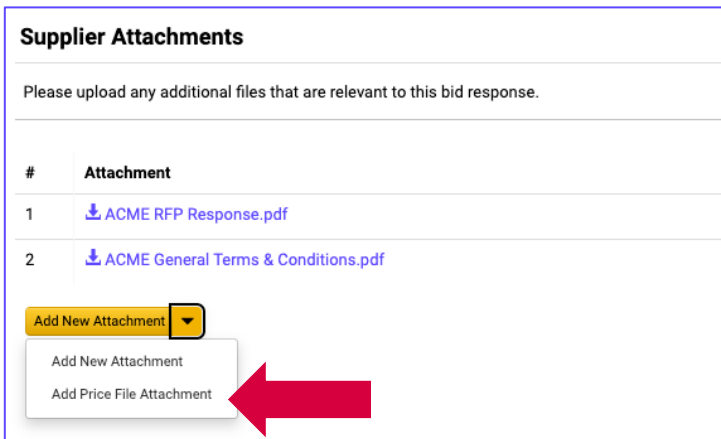 Supplier Attachments
Please upload any additional files that are relevant to this bid response.
# Attachment
1 ACME RFP Response.pdf
2 ACME General Terms & Conditions.pdf
Add New Attachment
Add New Attachment
Add Price File Attachment